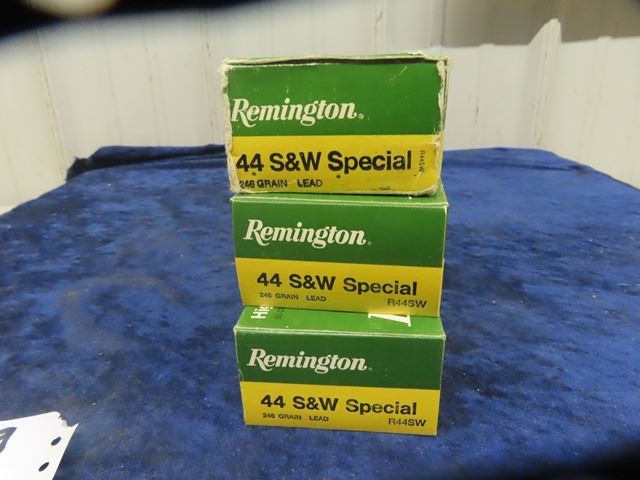 Remington.
44 S&W Special
R44SW
246 GRAIN LEAD
Remington.
44 S&W Special
246 GRAIN LEAD
R44SW
Remington.
44 S&W Special
246 GRAIN LEAD
R44SW